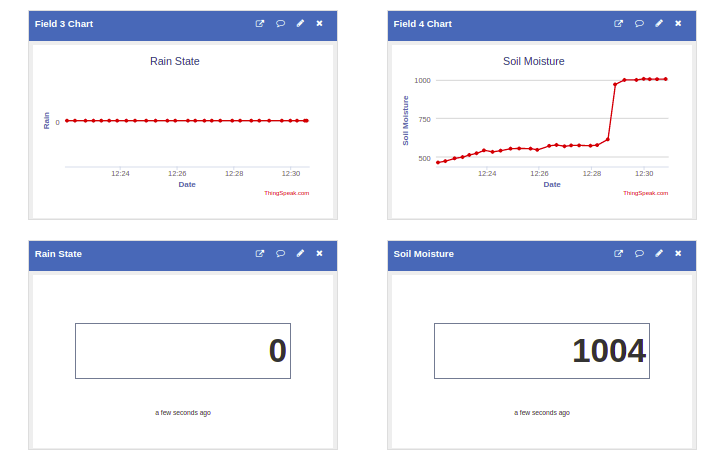 Field 3 Chart
Rain State
Rain
0
12:24 12:26 12:28 12:30
Date
ThingSpeak.com
Field 4 Chart
Soil Moisture
Soil Moisture
1000
750
500
12:24 12:26 12:28 12:30
Date
ThingSpeak.com
Rain State
0
a few seconds ago
Soil Moisture
1004
a few seconds ago